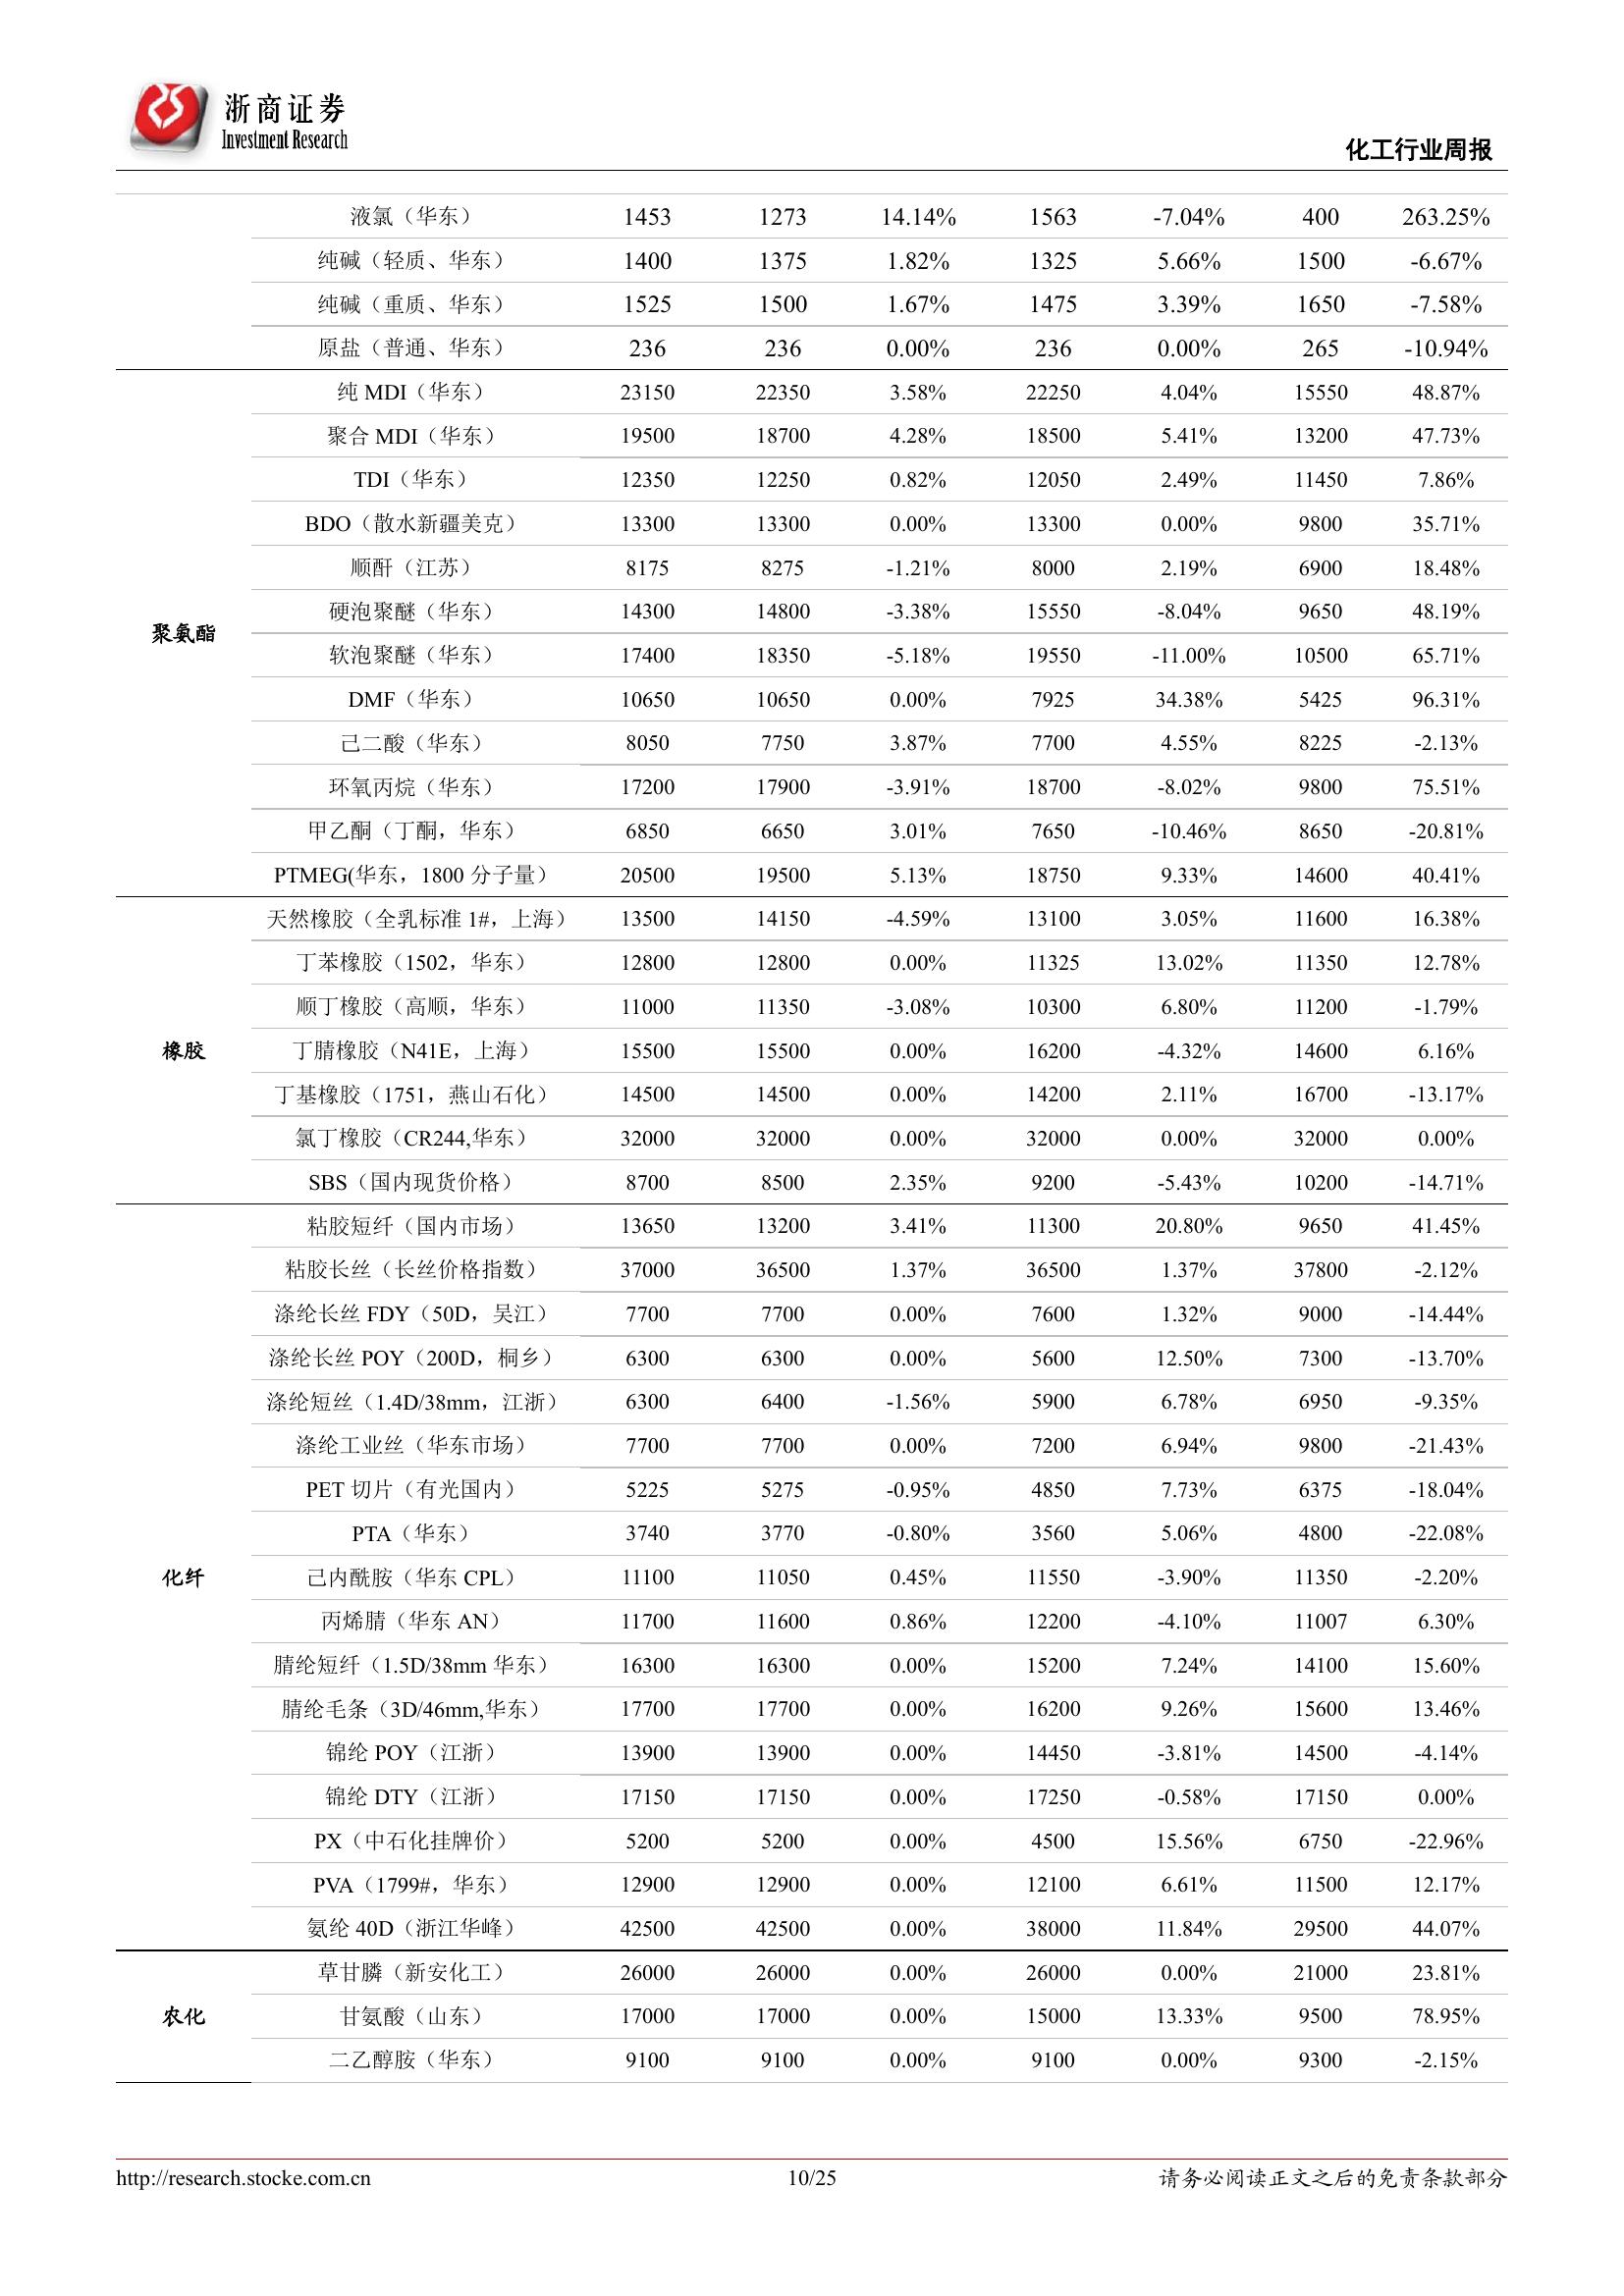 浙商证券
Investment Research
化工行业周报
液氯（华东） 1453 1273 14.14% 1563 -7.04% 400 263.25%
纯碱（轻质、华东） 1400 1375 1.82% 1325 5.66% 1500 -6.67%
纯碱（重质、华东） 1525 1500 1.67% 1475 3.39% 1650 -7.58%
原盐（普通、华东） 236 236 0.00% 236 0.00% 265 -10.94%
纯 MDI（华东） 23150 22350 3.58% 22250 4.04% 15550 48.87%
聚合 MDI（华东） 19500 18700 4.28% 18500 5.41% 13200 47.73%
TDI（华东） 12350 12250 0.82% 12050 2.49% 11450 7.86%
BDO（散水新疆美克） 13300 13300 0.00% 13300 0.00% 9800 35.71%
顺酐（江苏） 8175 8275 -1.21% 8000 2.19% 6900 18.48%
硬泡聚醚（华东） 14300 14800 -3.38% 15550 -8.04% 9650 48.19%
聚氨酯
软泡聚醚（华东） 17400 18350 -5.18% 19550 -11.00% 10500 65.71%
DMF（华东） 10650 10650 0.00% 7925 34.38% 5425 96.31%
己二酸（华东） 8050 7750 3.87% 7700 4.55% 8225 -2.13%
环氧丙烷（华东） 17200 17900 -3.91% 18700 -8.02% 9800 75.51%
甲乙酮（丁酮，华东） 6850 6650 3.01% 7650 -10.46% 8650 -20.81%
PTMEG(华东，1800 分子量） 20500 19500 5.13% 18750 9.33% 14600 40.41%
天然橡胶（全乳标准 1#，上海） 13500 14150 -4.59% 13100 3.05% 11600 16.38%
丁苯橡胶（1502，华东） 12800 12800 0.00% 11325 13.02% 11350 12.78%
顺丁橡胶（高顺，华东） 11000 11350 -3.08% 10300 6.80% 11200 -1.79%
橡胶 丁腈橡胶（N41E，上海） 15500 15500 0.00% 16200 -4.32% 14600 6.16%
丁基橡胶（1751，燕山石化） 14500 14500 0.00% 14200 2.11% 16700 -13.17%
氯丁橡胶（CR244,华东） 32000 32000 0.00% 32000 0.00% 32000 0.00%
SBS（国内现货价格） 8700 8500 2.35% 9200 -5.43% 10200 -14.71%
粘胶短纤（国内市场） 13650 13200 3.41% 11300 20.80% 9650 41.45%
粘胶长丝（长丝价格指数） 37000 36500 1.37% 36500 1.37% 37800 -2.12%
涤纶长丝 FDY（50D，吴江） 7700 7700 0.00% 7600 1.32% 9000 -14.44%
涤纶长丝 POY（200D，桐乡） 6300 6300 0.00% 5600 12.50% 7300 -13.70%
涤纶短丝（1.4D/38mm，江浙） 6300 6400 -1.56% 5900 6.78% 6950 -9.35%
涤纶工业丝（华东市场） 7700 7700 0.00% 7200 6.94% 9800 -21.43%
PET 切片（有光国内） 5225 5275 -0.95% 4850 7.73% 6375 -18.04%
PTA（华东） 3740 3770 -0.80% 3560 5.06% 4800 -22.08%
化纤 己内酰胺（华东 CPL） 11100 11050 0.45% 11550 -3.90% 11350 -2.20%
丙烯腈（华东 AN） 11700 11600 0.86% 12200 -4.10% 11007 6.30%
腈纶短纤（1.5D/38mm 华东） 16300 16300 0.00% 15200 7.24% 14100 15.60%
腈纶毛条（3D/46mm,华东） 17700 17700 0.00% 16200 9.26% 15600 13.46%
锦纶 POY（江浙） 13900 13900 0.00% 14450 -3.81% 14500 -4.14%
锦纶 DTY（江浙） 17150 17150 0.00% 17250 -0.58% 17150 0.00%
PX（中石化挂牌价） 5200 5200 0.00% 4500 15.56% 6750 -22.96%
PVA（1799#，华东） 12900 12900 0.00% 12100 6.61% 11500 12.17%
氨纶 40D（浙江华峰） 42500 42500 0.00% 38000 11.84% 29500 44.07%
草甘膦（新安化工） 26000 26000 0.00% 26000 0.00% 21000 23.81%
农化 甘氨酸（山东） 17000 17000 0.00% 15000 13.33% 9500 78.95%
二乙醇胺（华东） 9100 9100 0.00% 9100 0.00% 9300 -2.15%
http://research.stocke.com.cn 10/25 请务必阅读正文之后的免责条款部分